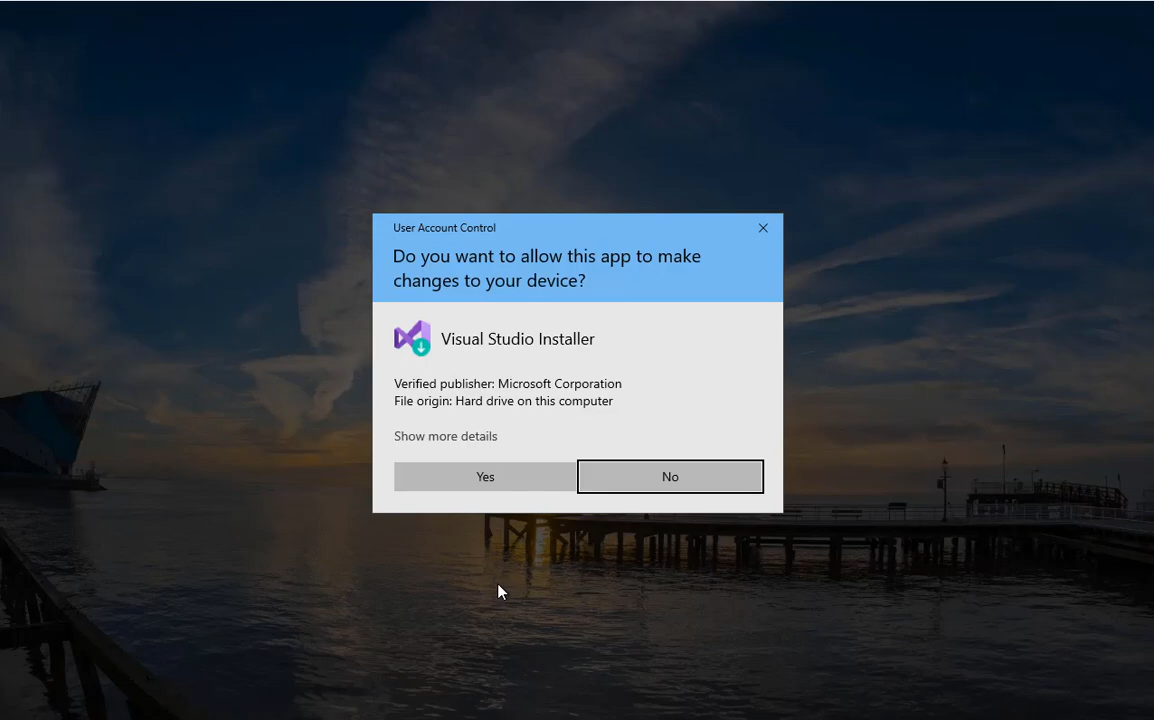 User Account Control
Do you want to allow this app to make
changes to your device?
Visual Studio Installer
Verified publisher: Microsoft Corporation
File origin: Hard drive on this computer
Show more details
Yes
No